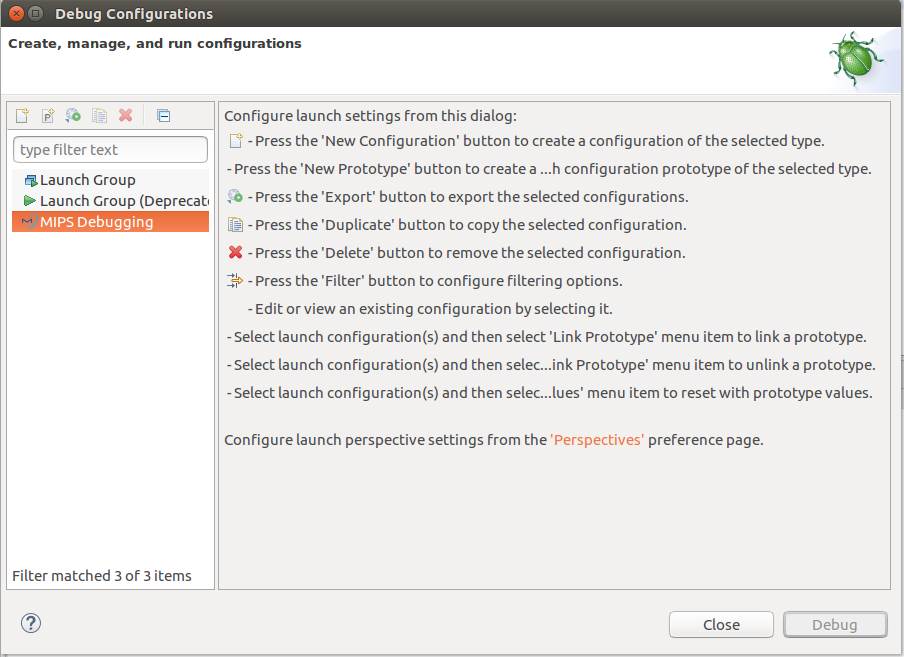 Debug Configurations
Create, manage, and run configurations
type filter text
Launch Group
Launch Group (Deprecat
MIPS Debugging
Filter matched 3 of 3 items
Configure launch settings from this dialog:
- Press the 'New Configuration' button to create a configuration of the selected type.
- Press the 'New Prototype' button to create a ...h configuration prototype of the selected type.
- Press the 'Export' button to export the selected configurations.
- Press the 'Duplicate' button to copy the selected configuration.
- Press the 'Delete' button to remove the selected configuration.
- Press the 'Filter' button to configure filtering options.
- Edit or view an existing configuration by selecting it.
- Select launch configuration(s) and then select 'Link Prototype' menu item to link a prototype.
- Select launch configuration(s) and then selec...ink Prototype' menu item to unlink a prototype.
- Select launch configuration(s) and then selec...lues' menu item to reset with prototype values.
Configure launch perspective settings from the 'Perspectives' preference page.
?
Close
Debug